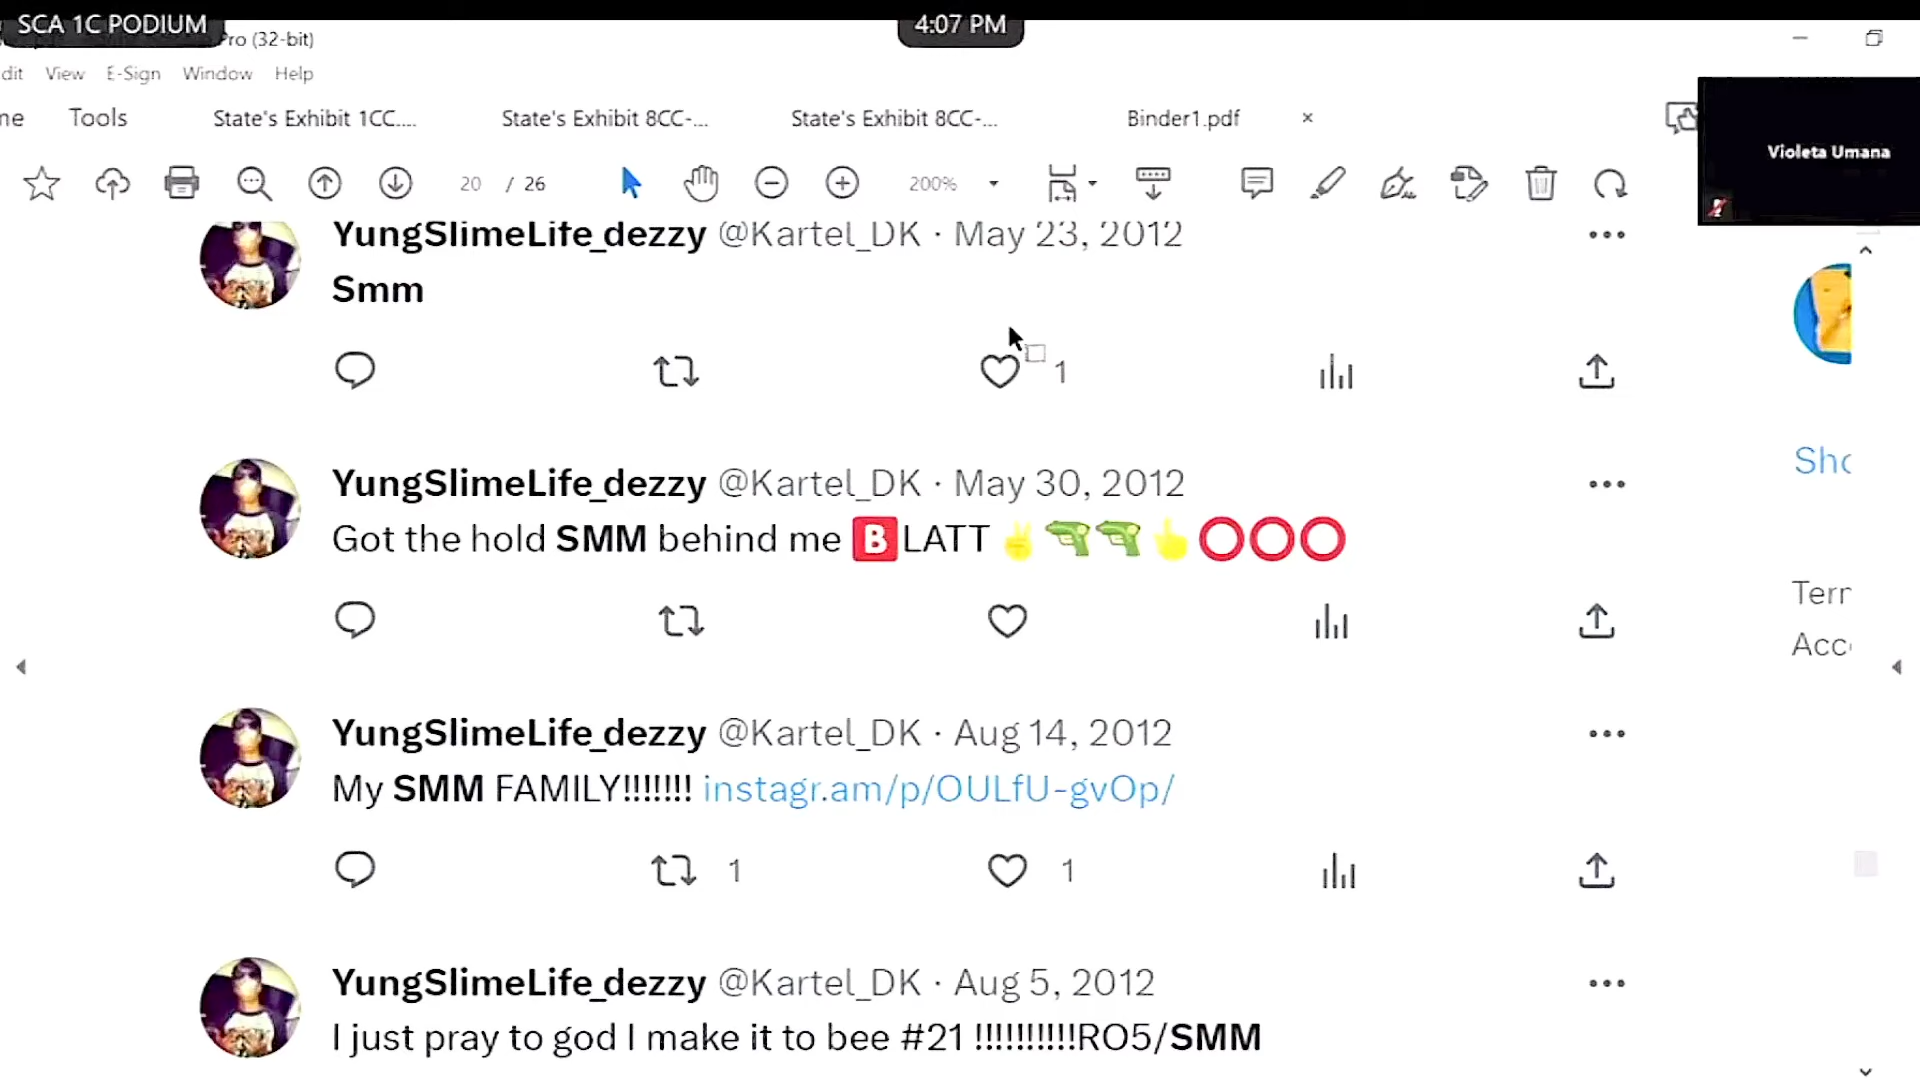 SCA 1C PODIUM
4:07 PM
Pro (32-bit)
dit View E-Sign Window Help
me Tools State's Exhibit 1CC.... State's Exhibit 8CC-... State's Exhibit 8CC-... Binder1.pdf ×
Violeta Umana
20 / 26 200%
YungSlimeLife_dezzy @Kartel_DK · May 23, 2012
Smm
1
YungSlimeLife_dezzy @Kartel_DK · May 30, 2012
Got the hold SMM behind me 🅱LATT ✌🔫🔫👆⭕⭕⭕
YungSlimeLife_dezzy @Kartel_DK · Aug 14, 2012
My SMM FAMILY!!!!!!! instagr.am/p/OULfU-gvOp/
1 1
YungSlimeLife_dezzy @Kartel_DK · Aug 5, 2012
I just pray to god I make it to bee #21 !!!!!!!!!!RO5/SMM
Sho
Term
Acc